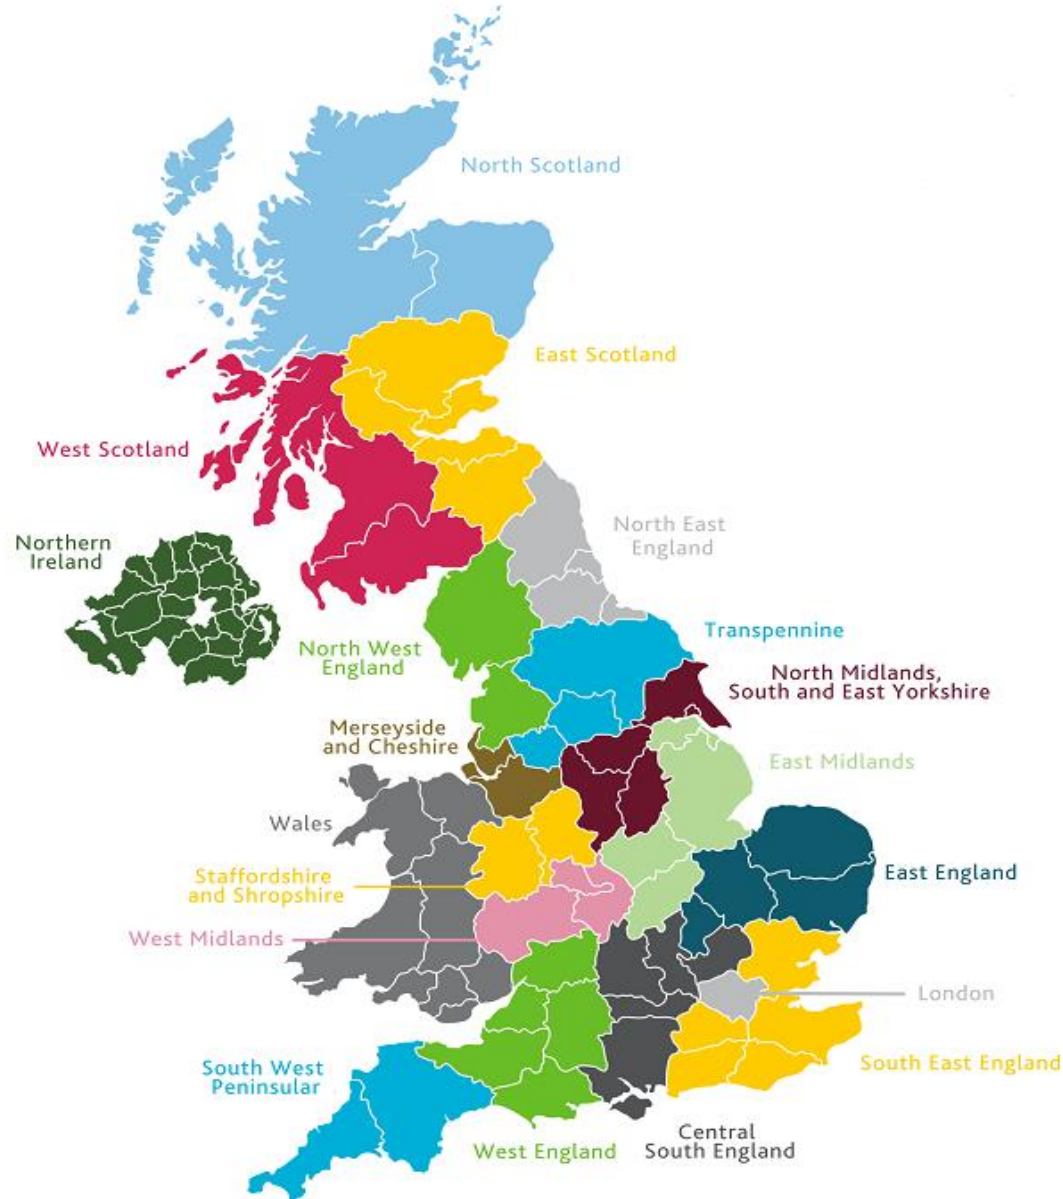 North Scotland
East Scotland
West Scotland
North East
England
Northern
Ireland
Transpennine
North West
England
North Midlands,
South and East Yorkshire
Merseyside
and Cheshire
East Midlands
Wales
East England
Staffordshire
and Shropshire
West Midlands
London
South East England
South West
Peninsular
Central
South England
West England